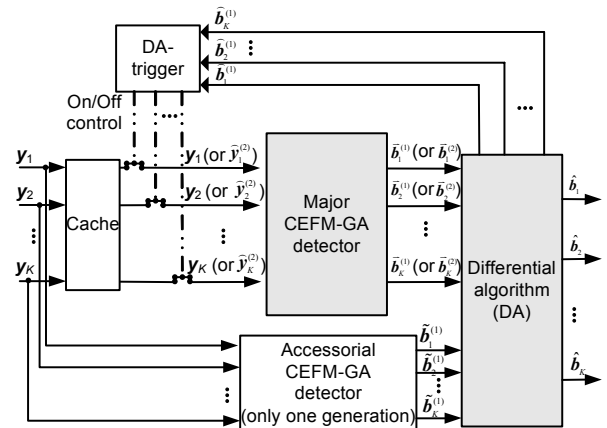 b̂_K^(1)
b̂_2^(1)
b̂_1^(1)
DA-
trigger
On/Off
control
y_1
y_2
y_K
Cache
y_1 (or ŷ_1^(2))
y_2 (or ŷ_2^(2))
y_K (or ŷ_K^(2))
Major
CEFM-GA
detector
b̄_1^(1) (or b̄_1^(2))
b̄_2^(1) (or b̄_2^(2))
b̄_K^(1) (or b̄_K^(2))
Differential
algorithm
(DA)
b̂_1
b̂_2
b̂_K
Accessorial
CEFM-GA
detector
(only one generation)
b̃_1^(1)
b̃_2^(1)
b̃_K^(1)